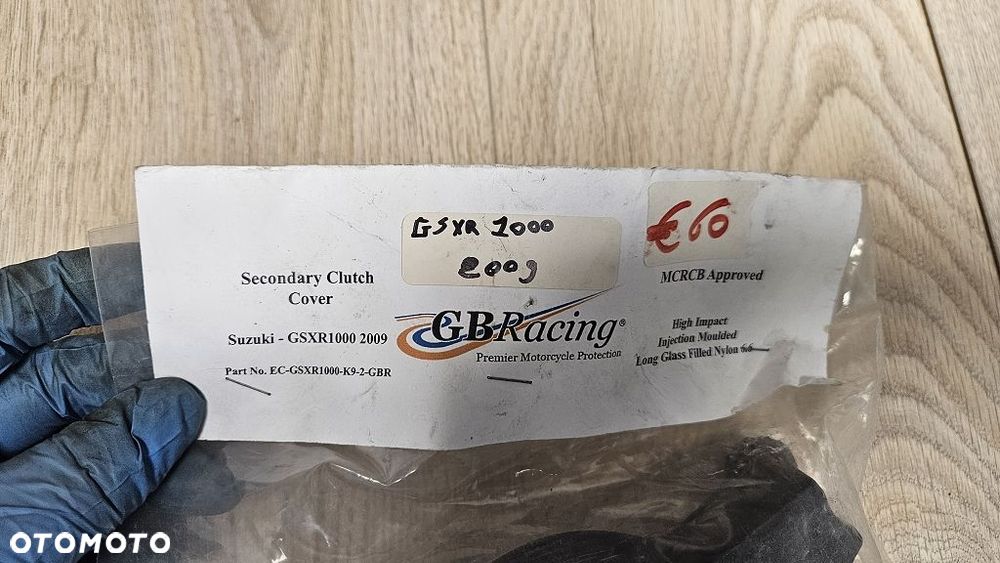 GSXR 1000
2009
€60
Secondary Clutch
Cover
Suzuki - GSXR1000 2009
Part No. EC-GSXR1000-K9-2-GBR
GBRacing®
Premier Motorcycle Protection
MCRCB Approved
High Impact
Injection Moulded
Long Glass Filled Nylon 6.6
OTOMOTO